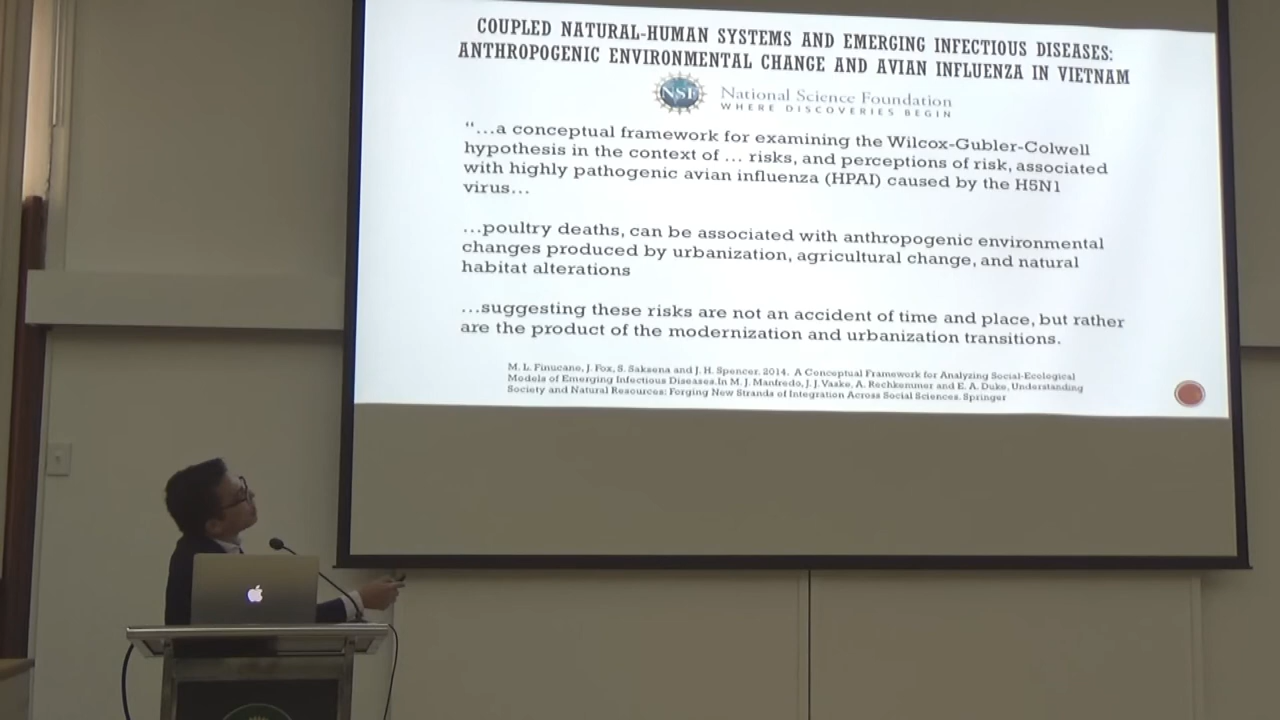 COUPLED NATURAL-HUMAN SYSTEMS AND EMERGING INFECTIOUS DISEASES:
ANTHROPOGENIC ENVIRONMENTAL CHANGE AND AVIAN INFLUENZA IN VIETNAM
NSF
National Science Foundation
WHERE DISCOVERIES BEGIN
“…a conceptual framework for examining the Wilcox-Gubler-Colwell
hypothesis in the context of … risks, and perceptions of risk, associated
with highly pathogenic avian influenza (HPAI) caused by the H5N1
virus…
…poultry deaths, can be associated with anthropogenic environmental
changes produced by urbanization, agricultural change, and natural
habitat alterations
…suggesting these risks are not an accident of time and place, but rather
are the product of the modernization and urbanization transitions.
M. L. Finucane, J. Fox, S. Saksena and J. H. Spencer. 2014. A Conceptual Framework for Analyzing Social-Ecological
Models of Emerging Infectious Diseases.In M. J. Manfredo, J. J. Vaske, A. Rechkemmer and E. A. Duke, Understanding
Society and Natural Resources: Forging New Strands of Integration Across Social Sciences. Springer